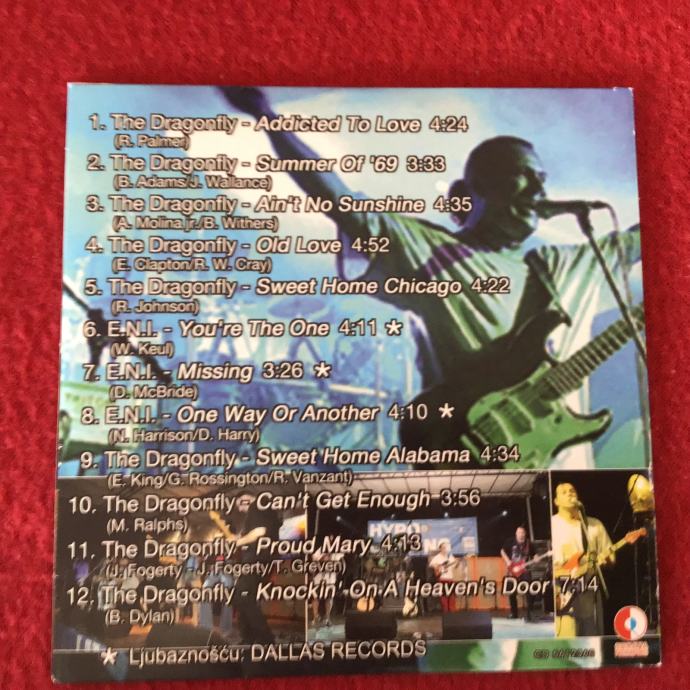 1. The Dragonfly - Addicted To Love 4:24
(R. Palmer)
2. The Dragonfly - Summer Of '69 3:33
(B. Adams/J. Wallance)
3. The Dragonfly - Ain't No Sunshine 4:35
(A. Molina jr./B. Withers)
4. The Dragonfly - Old Love 4:52
(E. Clapton/R. W. Cray)
5. The Dragonfly - Sweet Home Chicago 4:22
(R. Johnson)
6. E.N.I. - You're The One 4:11 *
(W. Keul)
7. E.N.I. - Missing 3:26 *
(D. McBride)
8. E.N.I. - One Way Or Another 4:10 *
(N. Harrison/D. Harry)
9. The Dragonfly - Sweet Home Alabama 4:34
(E. King/G. Rossington/R. Vanzant)
10. The Dragonfly - Can't Get Enough 3:56
(M. Ralphs)
HYPO
11. The Dragonfly - Proud Mary 4:13
(J. Fogerty - J. Fogerty/T. Greven)
12. The Dragonfly - Knockin' On A Heaven's Door 7:14
(B. Dylan)
* Ljubaznošću: DALLAS RECORDS
CD